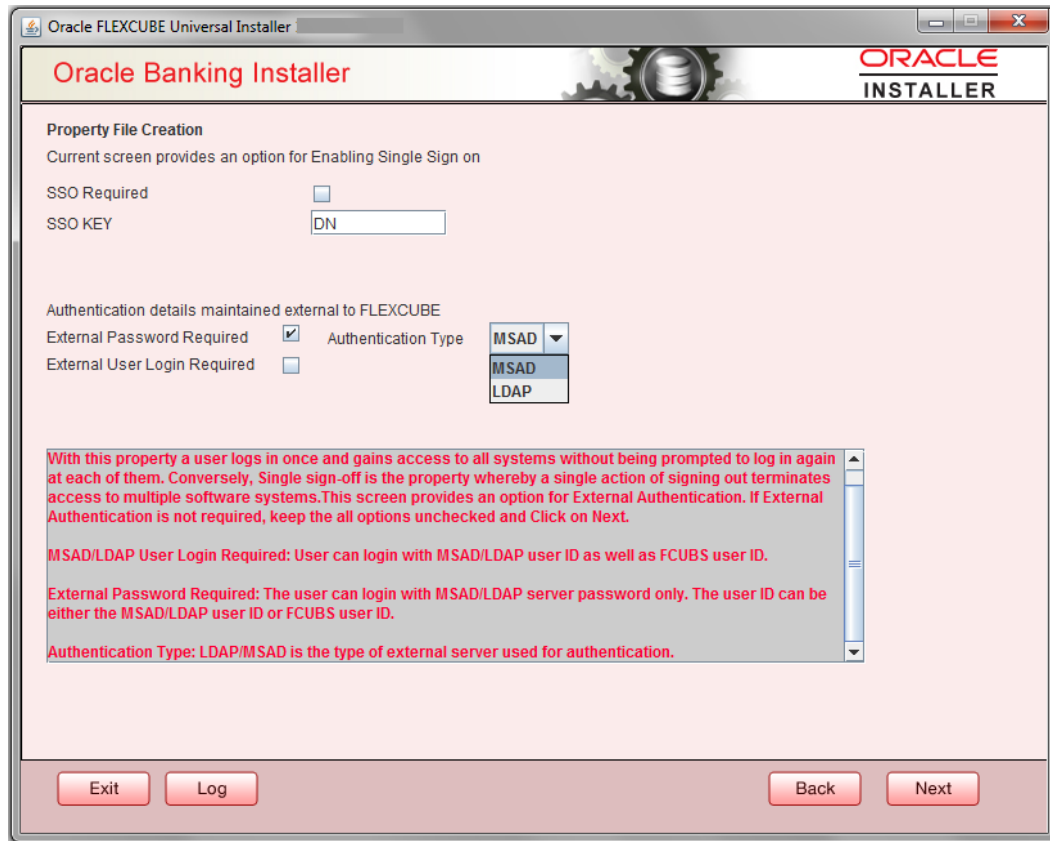 Oracle FLEXCUBE Universal Installer
Oracle Banking Installer
ORACLE
INSTALLER
Property File Creation
Current screen provides an option for Enabling Single Sign on
SSO Required
SSO KEY DN
Authentication details maintained external to FLEXCUBE
External Password Required Authentication Type MSAD
External User Login Required MSAD
LDAP
With this property a user logs in once and gains access to all systems without being prompted to log in again
at each of them. Conversely, Single sign-off is the property whereby a single action of signing out terminates
access to multiple software systems.This screen provides an option for External Authentication. If External
Authentication is not required, keep the all options unchecked and Click on Next.
MSAD/LDAP User Login Required: User can login with MSAD/LDAP user ID as well as FCUBS user ID.
External Password Required: The user can login with MSAD/LDAP server password only. The user ID can be
either the MSAD/LDAP user ID or FCUBS user ID.
Authentication Type: LDAP/MSAD is the type of external server used for authentication.
Exit Log Back Next